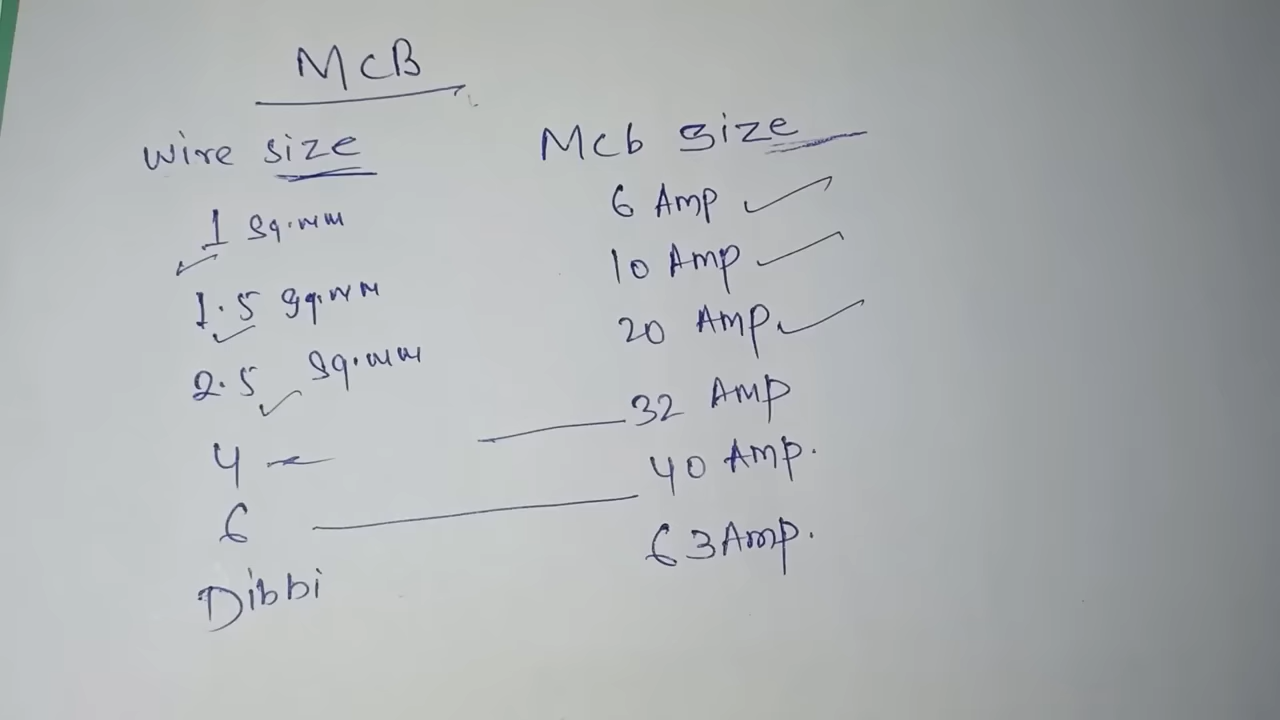 McB
Wire size Mcb size
1 Sq.mm 6 Amp
1.5 Sq.mm 10 Amp
2.5 Sq.mm 20 Amp
4 32 Amp
6 40 Amp.
Dibbi 63 Amp.